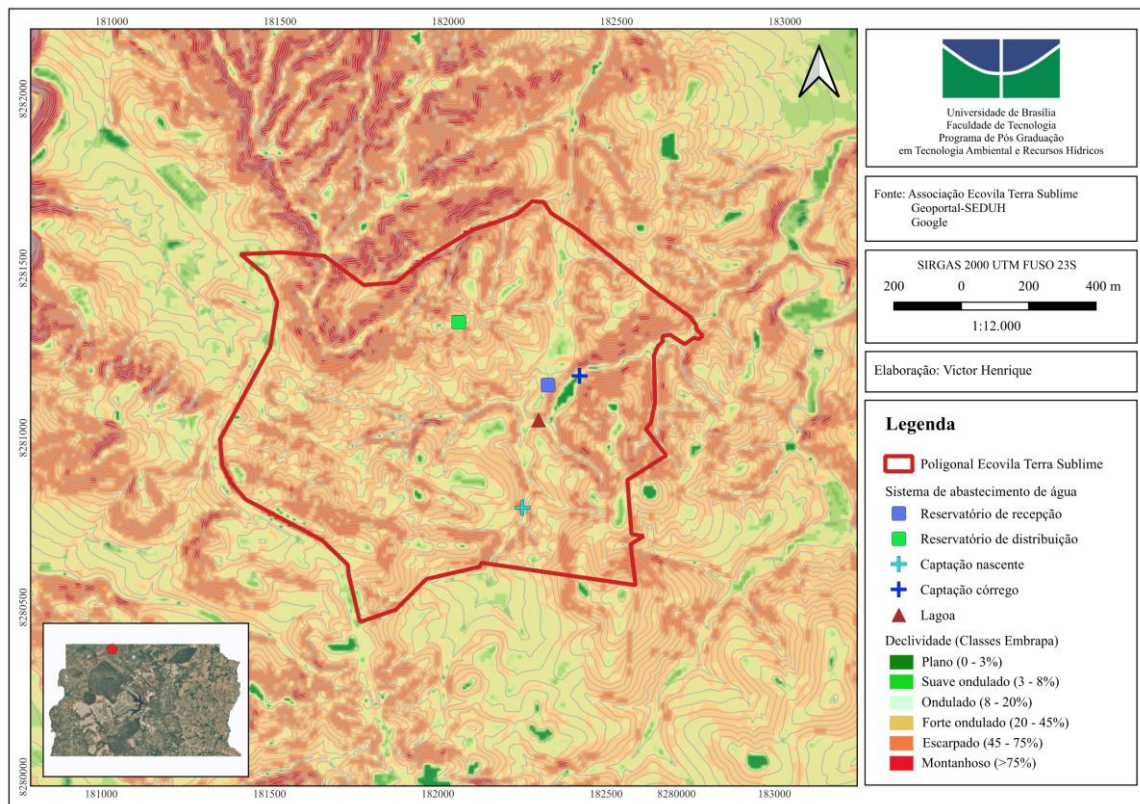 181000
181500
182000
182500
183000
8282000
8281500
8281000
8280500
8280000
181000
181500
182000
182500
8280000
183000
Universidade de Brasília
Faculdade de Tecnologia
Programa de Pós Graduação
em Tecnologia Ambiental e Recursos Hídricos
Fonte: Associação Ecovila Terra Sublime
Geoportal-SEDUH
Google
SIRGAS 2000 UTM FUSO 23S
200 0 200 400 m
1:12.000
Elaboração: Victor Henrique
Legenda
Poligonal Ecovila Terra Sublime
Sistema de abastecimento de água
Reservatório de recepção
Reservatório de distribuição
Captação nascente
Captação córrego
Lagoa
Declividade (Classes Embrapa)
Plano (0 - 3%)
Suave ondulado (3 - 8%)
Ondulado (8 - 20%)
Forte ondulado (20 - 45%)
Escarpado (45 - 75%)
Montanhoso (>75%)